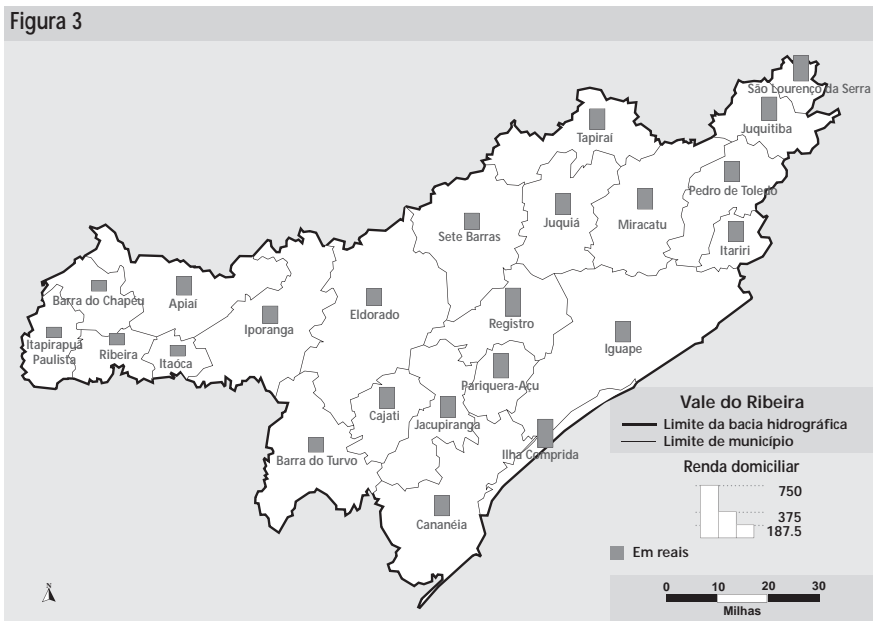 Figura 3
São Lourenço da Serra
Juquitiba
Tapiraí
Pedro de Toledo
Juquiá
Miracatu
Sete Barras
Itariri
Barra do Chapéu
Apiaí
Eldorado
Iporanga
Registro
Itapirapuã
Paulista
Ribeira
Itaóca
Iguape
Pariquera-Açu
Cajati
Jacupiranga
Barra do Turvo
Ilha Comprida
Cananéia
Vale do Ribeira
Limite da bacia hidrográfica
Limite de município
Renda domiciliar
750
375
187.5
Em reais
N
0 10 20 30
Milhas